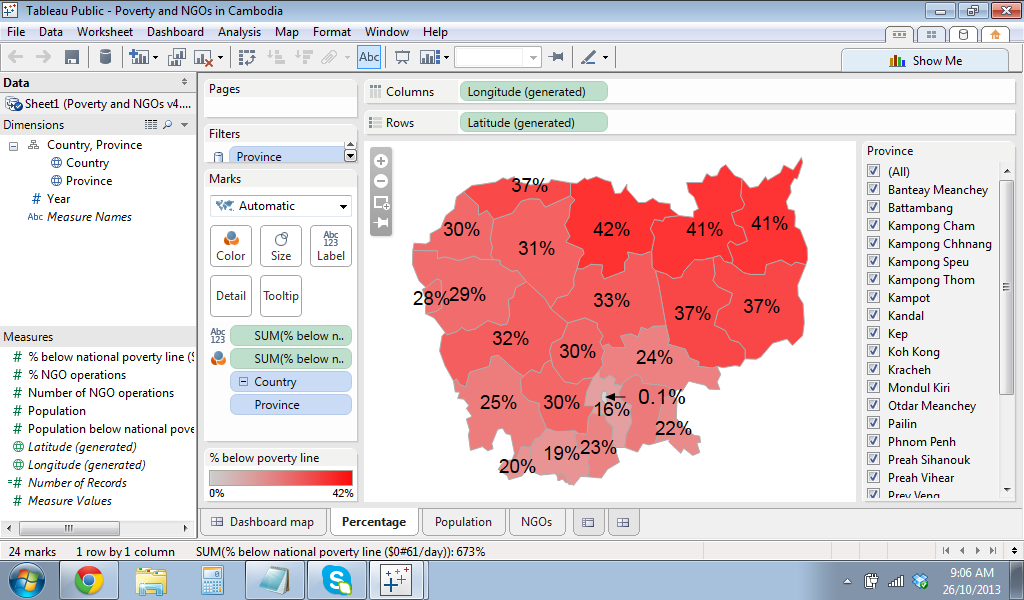 Tableau Public - Poverty and NGOs in Cambodia
File Data Worksheet Dashboard Analysis Map Format Window Help
Abc
Show Me
Data
Sheet1 (Poverty and NGOs v4....
Dimensions
Country, Province
Country
Province
# Year
Abc Measure Names
Measures
# % below national poverty line ($
# % NGO operations
# Number of NGO operations
# Population
# Population below national pove
Latitude (generated)
Longitude (generated)
=# Number of Records
# Measure Values
Pages
Filters
Province
Marks
Automatic
Color
Size
Abc
123
Label
Detail
Tooltip
Abc
123
SUM(% below n..
SUM(% below n..
Country
Province
% below poverty line
0% 42%
Columns
Longitude (generated)
Rows
Latitude (generated)
37%
30%
31%
42%
41%
41%
28%
29%
33%
37%
37%
32%
30%
24%
25%
30%
0.1%
16%
22%
20%
19%
23%
Province
(All)
Banteay Meanchey
Battambang
Kampong Cham
Kampong Chhnang
Kampong Speu
Kampong Thom
Kampot
Kandal
Kep
Koh Kong
Kracheh
Mondul Kiri
Otdar Meanchey
Pailin
Phnom Penh
Preah Sihanouk
Preah Vihear
Prey Veng
Dashboard map
Percentage
Population
NGOs
24 marks 1 row by 1 column SUM(% below national poverty line ($0#61/day)): 673%
9:06 AM
26/10/2013